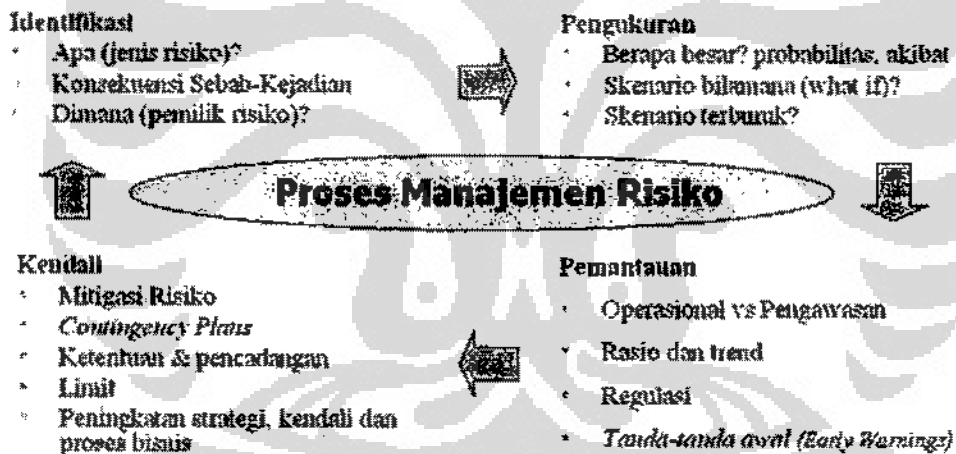 Identifikasi
Apa (jenis risiko)?
Konsekuensi Sebab-Kejadian
Dimana (pemilik risiko)?
Pengukuran
Berapa besar? probabilitas, akibat
Skenario bilamana (what if)?
Skenario terburuk?
Proses Manajemen Risiko
Kendali
Mitigasi Risiko
Contingency Plans
Ketentuan & pencadangan
Limit
Peningkatan strategi, kendali dan
proses bisnis
Pemantauan
Operasional vs Pengawasan
Rasio dan trend
Regulasi
Tanda-tanda awal (Early Warnings)